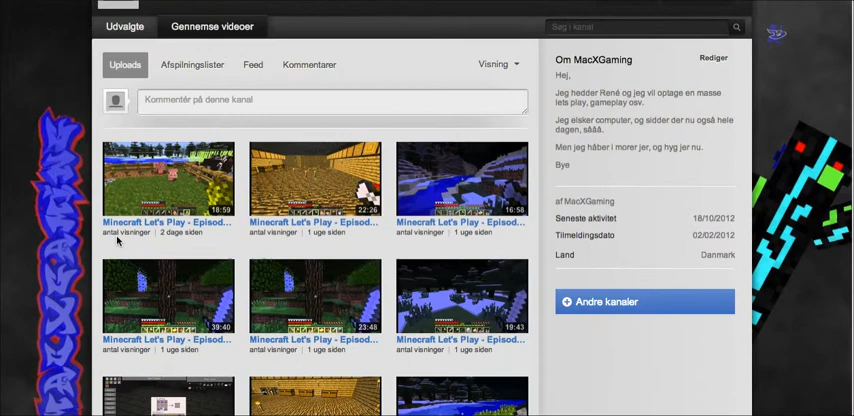 Udvalgte
Gennemse videoer
Søg i kanal
Uploads
Afspilningslister
Feed
Kommentarer
Visning
Kommentér på denne kanal
18:59
22:26
16:58
Minecraft Let's Play - Episod...
Minecraft Let's Play - Episod...
Minecraft Let's Play - Episod...
antal visninger | 2 dage siden
antal visninger | 1 uge siden
antal visninger | 1 uge siden
39:40
23:48
19:43
Minecraft Let's Play - Episod...
Minecraft Let's Play - Episod...
Minecraft Let's Play - Episod...
antal visninger | 1 uge siden
antal visninger | 1 uge siden
antal visninger | 1 uge siden
Om MacXGaming
Rediger
Hej,
Jeg hedder René og jeg vil optage en masse
lets play, gameplay osv.
Jeg elsker computer, og sidder der nu også hele
dagen, sååå.
Men jeg håber i morer jer, og hyg jer nu.
Bye
af MacXGaming
Seneste aktivitet 18/10/2012
Tilmeldingsdato 02/02/2012
Land Danmark
Andre kanaler